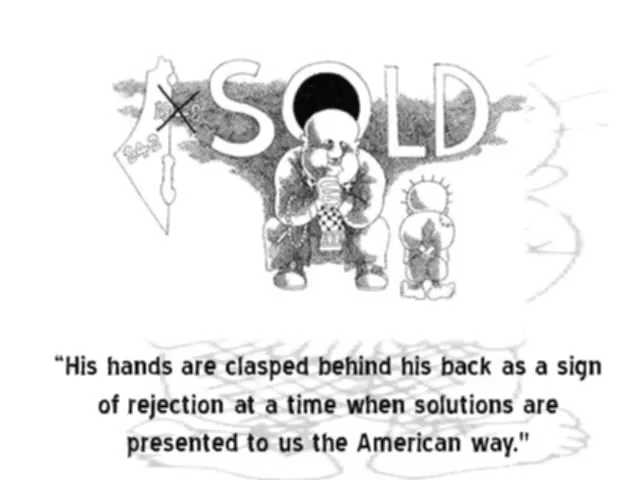 SOLD
"His hands are clasped behind his back as a sign
of rejection at a time when solutions are
presented to us the American way."